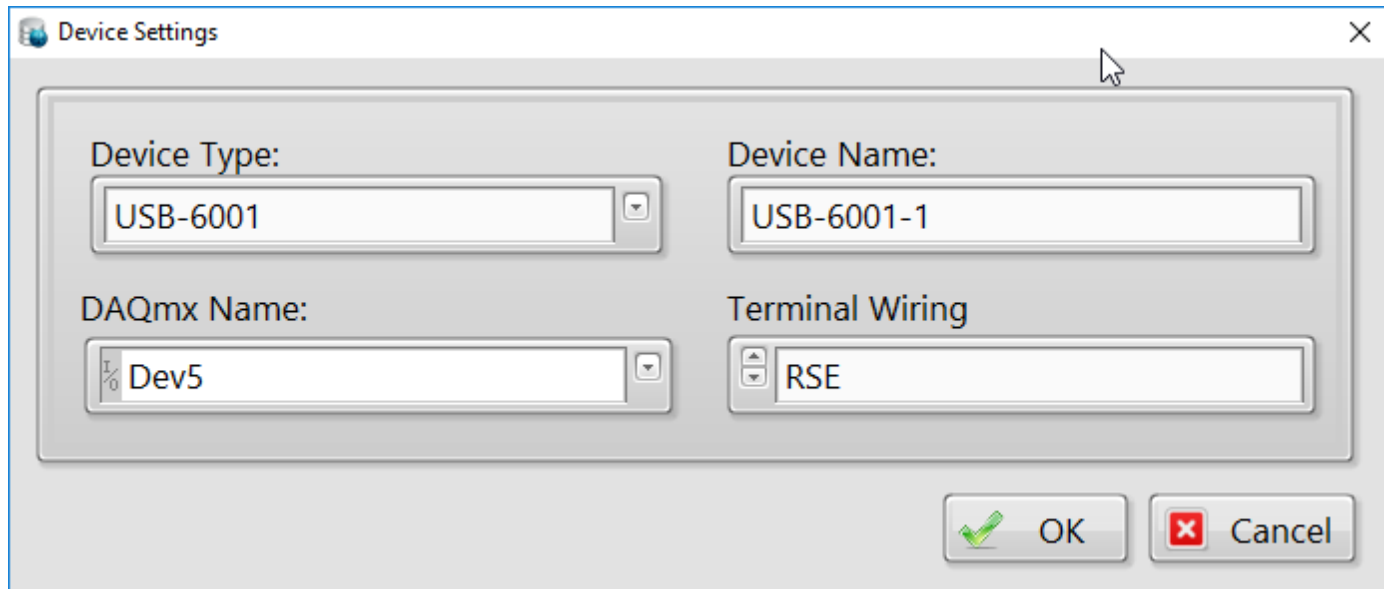 Device Settings
Device Type:
USB-6001
Device Name:
USB-6001-1
DAQmx Name:
I/O Dev5
Terminal Wiring
RSE
OK
Cancel